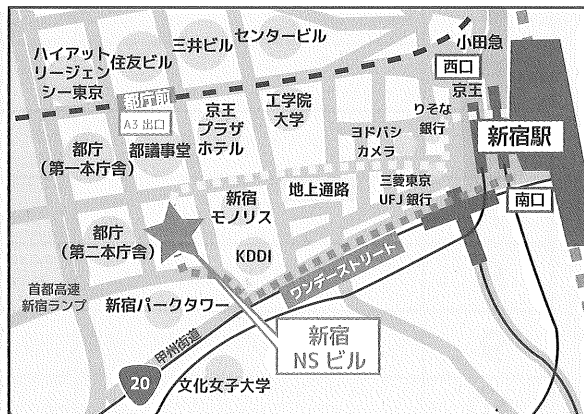 小田急
センタービル
三井ビル
住友ビル
ハイアット
リージェン
シー東京
西口
京王
都庁前
A3 出口
京王
プラザ
ホテル
工学院
大学
りそな
銀行
ヨドバシ
カメラ
新宿駅
都庁
（第一本庁舎）
都議事堂
新宿
モノリス
地上通路
三菱東京
UFJ 銀行
南口
都庁
（第二本庁舎）
KDDI
首都高速
新宿ランプ
新宿パークタワー
ワンデーストリート
甲州街道
新宿
NS ビル
20
文化女子大学